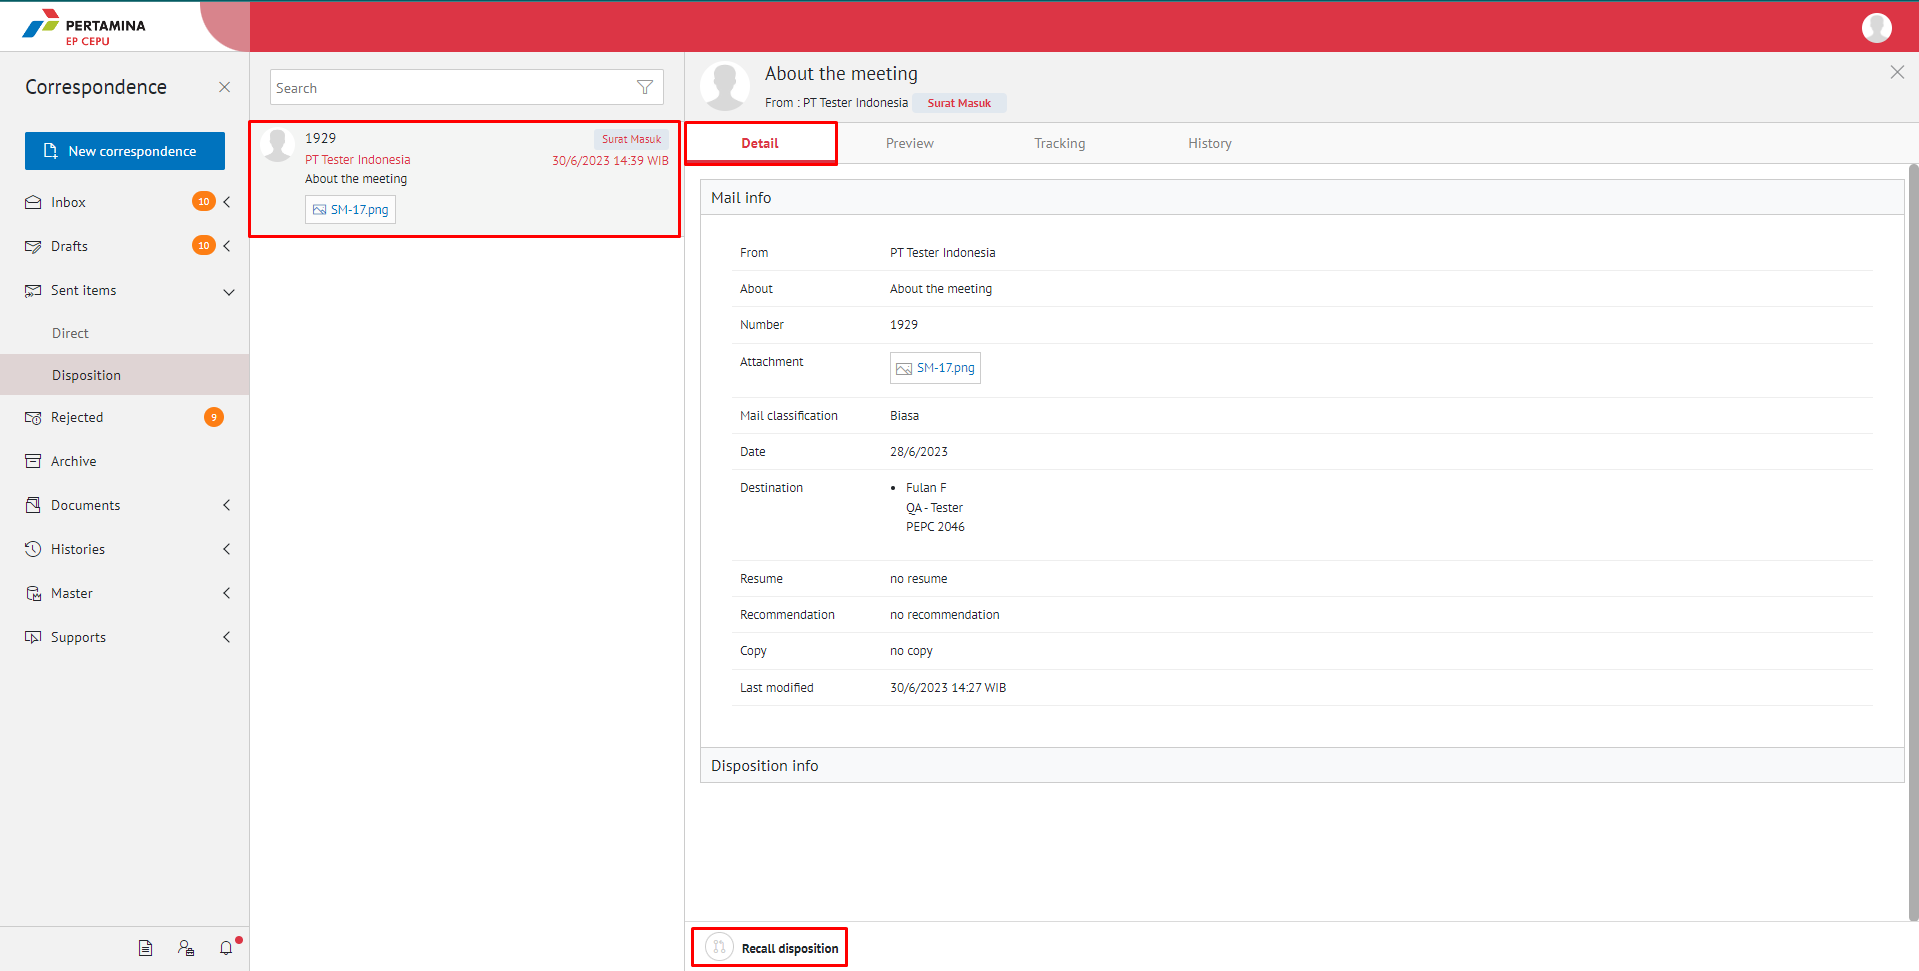 PERTAMINA
EP CEPU
Correspondence
New correspondence
Inbox 10
Drafts 10
Sent items
Direct
Disposition
Rejected 9
Archive
Documents
Histories
Master
Supports
Search
1929 Surat Masuk
PT Tester Indonesia 30/6/2023 14:39 WIB
About the meeting
SM-17.png
About the meeting
From : PT Tester Indonesia Surat Masuk
Detail Preview Tracking History
Mail info
From PT Tester Indonesia
About About the meeting
Number 1929
Attachment SM-17.png
Mail classification Biasa
Date 28/6/2023
Destination • Fulan F
QA - Tester
PEPC 2046
Resume no resume
Recommendation no recommendation
Copy no copy
Last modified 30/6/2023 14:27 WIB
Disposition info
Recall disposition